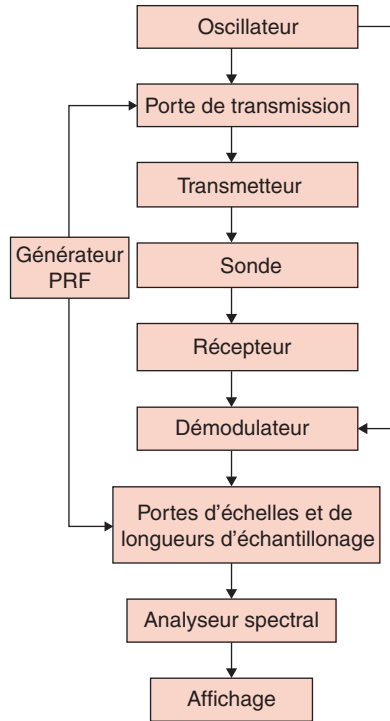 Oscillateur
Porte de transmission
Transmetteur
Générateur
PRF
Sonde
Récepteur
Démodulateur
Portes d'échelles et de
longueurs d'échantillonage
Analyseur spectral
Affichage